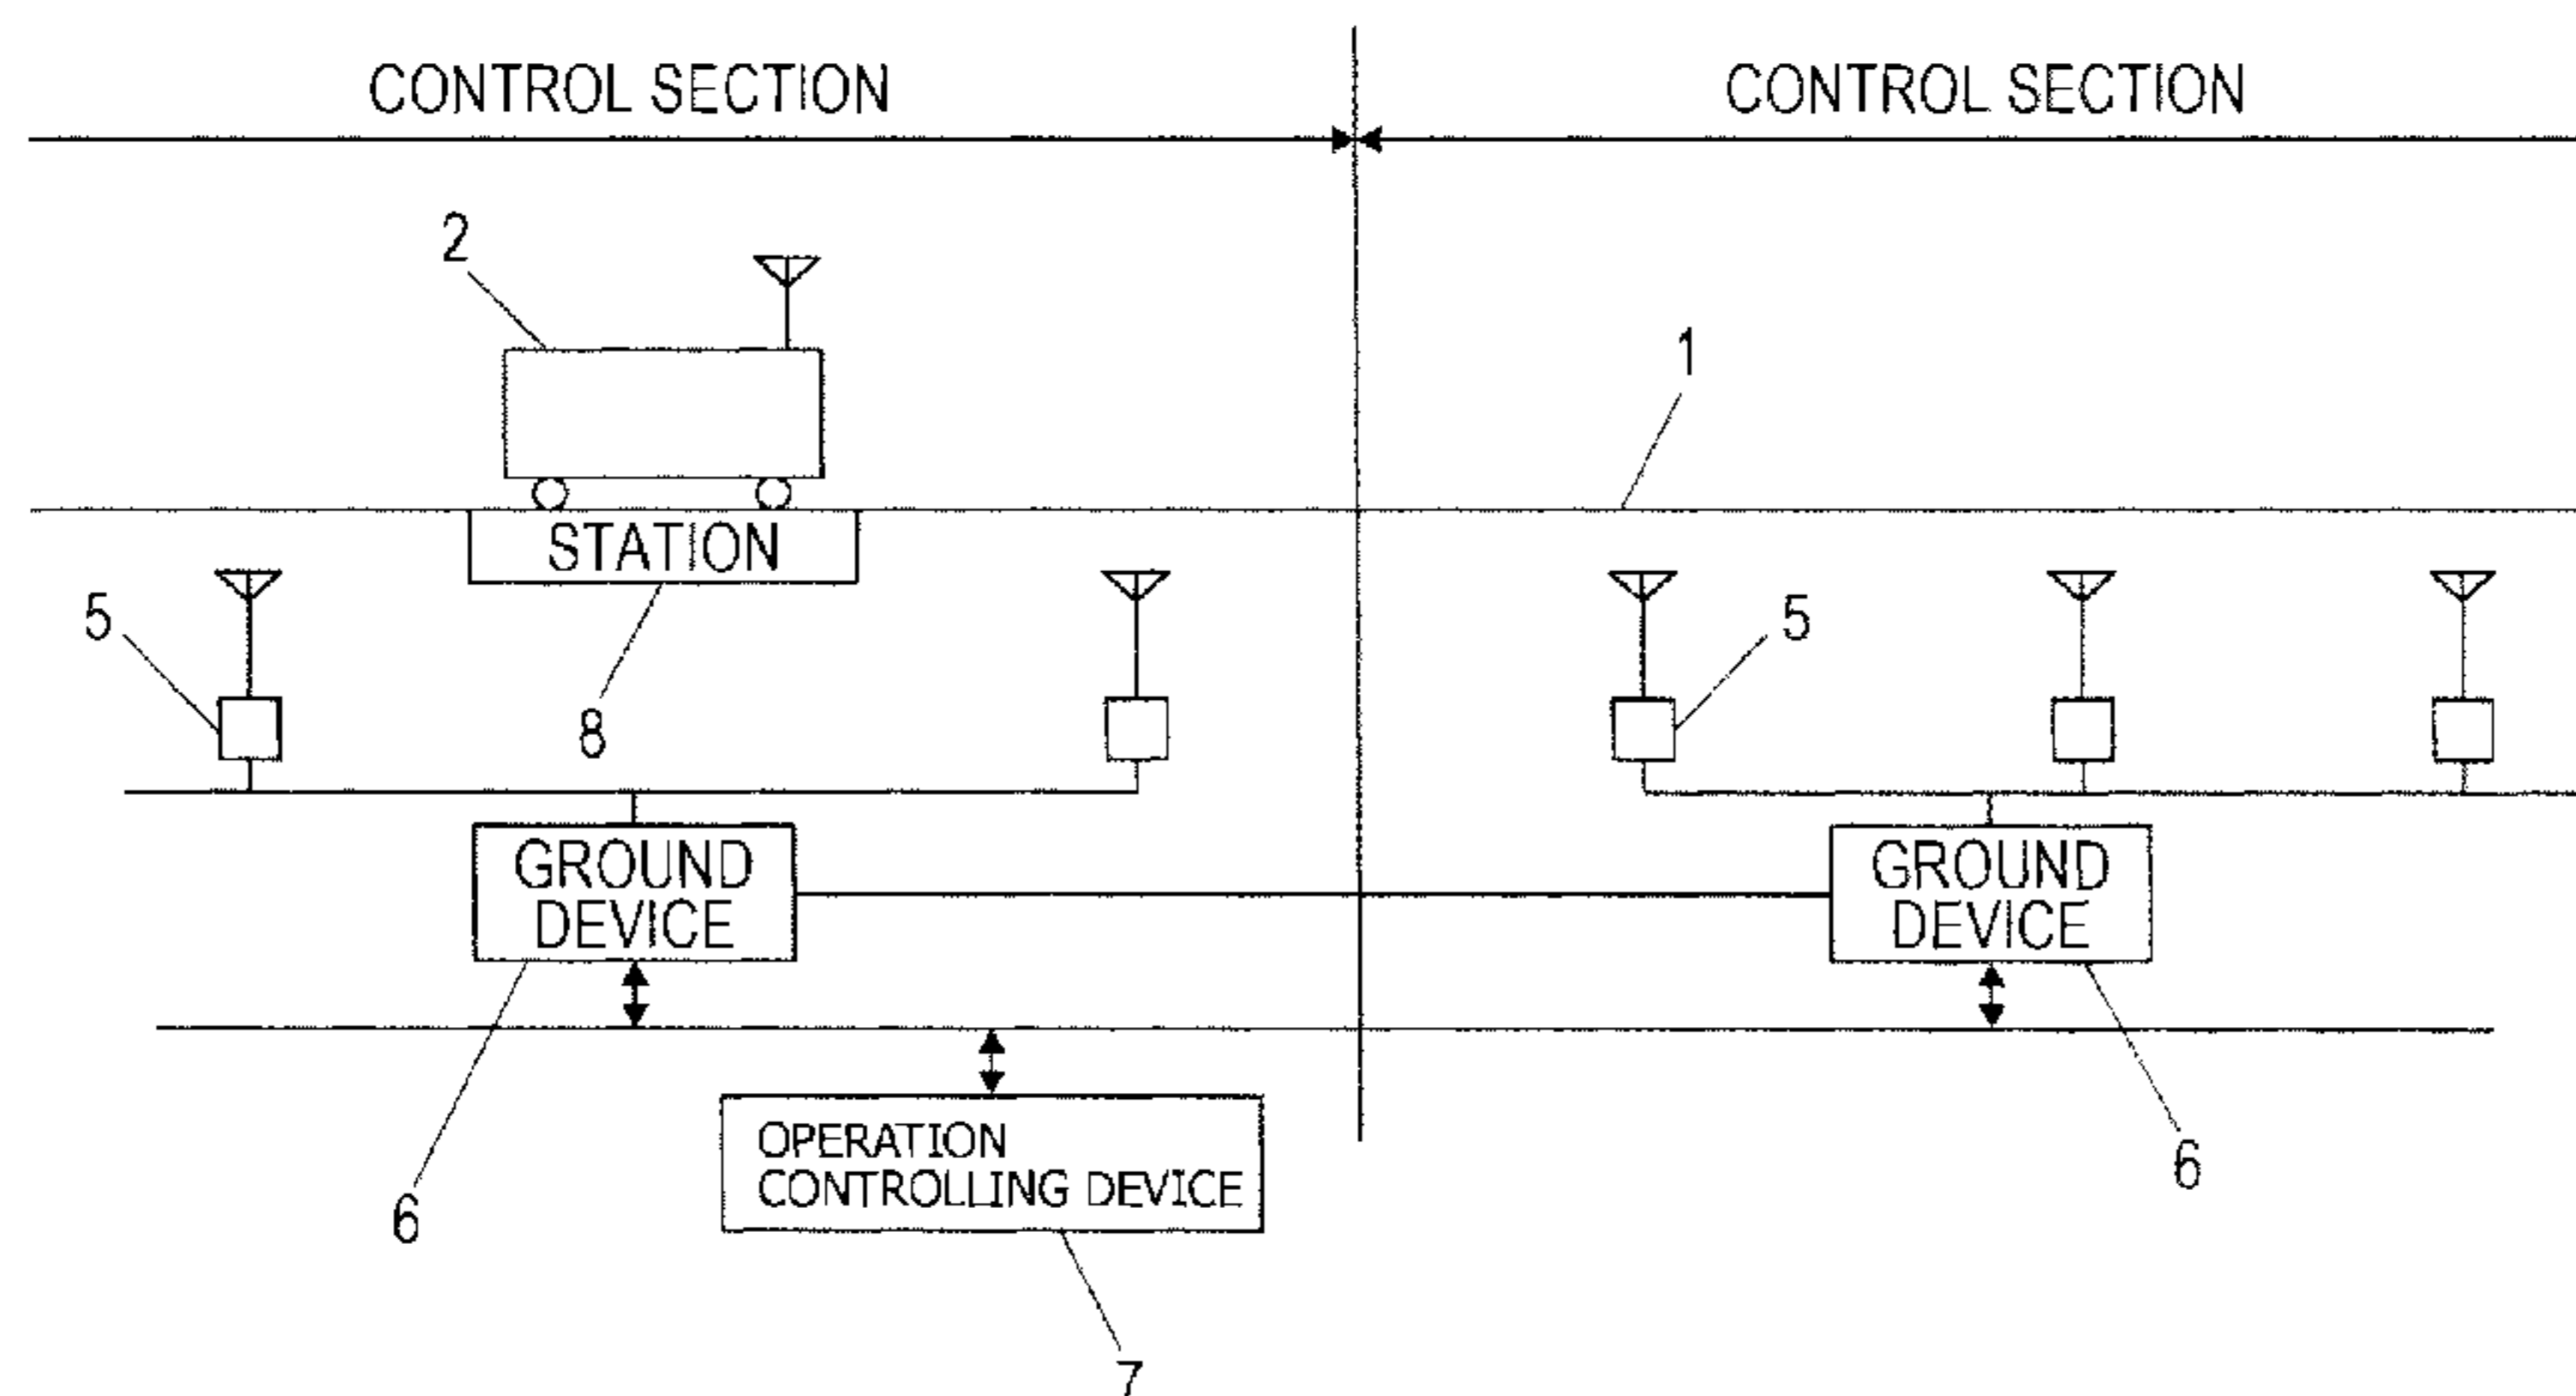 CONTROL SECTION
CONTROL SECTION
2
1
STATION
5
5
8
GROUND
DEVICE
GROUND
DEVICE
OPERATION
CONTROLLING DEVICE
6
6
7